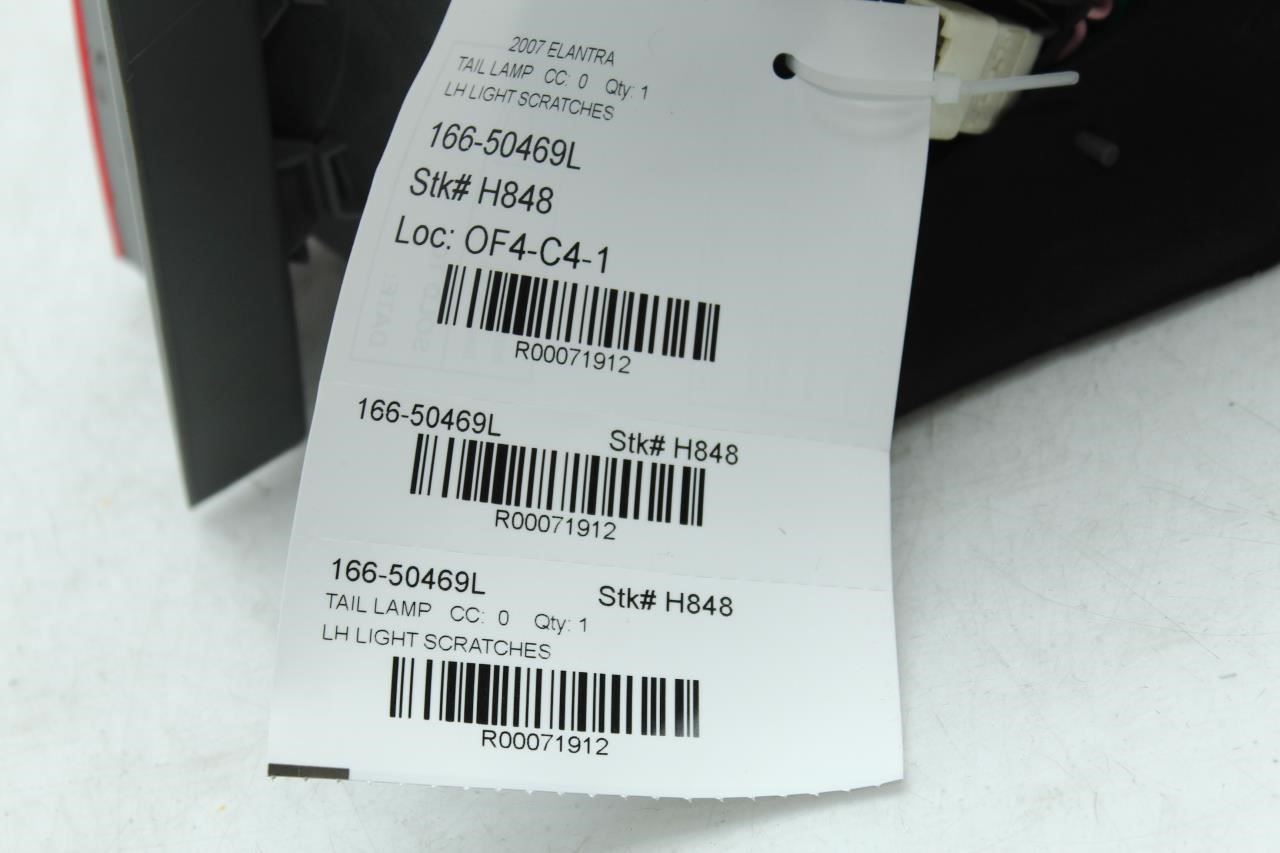 2007 ELANTRA
TAIL LAMP CC: 0 Qty: 1
LH LIGHT SCRATCHES
166-50469L
Stk# H848
Loc: OF4-C4-1
R00071912
166-50469L Stk# H848
R00071912
166-50469L Stk# H848
TAIL LAMP CC: 0 Qty: 1
LH LIGHT SCRATCHES
R00071912
DATE: